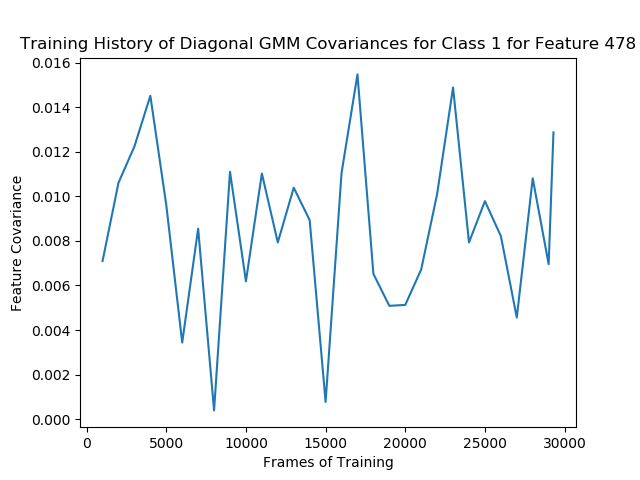 Training History of Diagonal GMM Covariances for Class 1 for Feature 478
0.016
0.014
0.012
0.010
0.008
0.006
0.004
0.002
0.000
Feature Covariance
0 5000 10000 15000 20000 25000 30000
Frames of Training